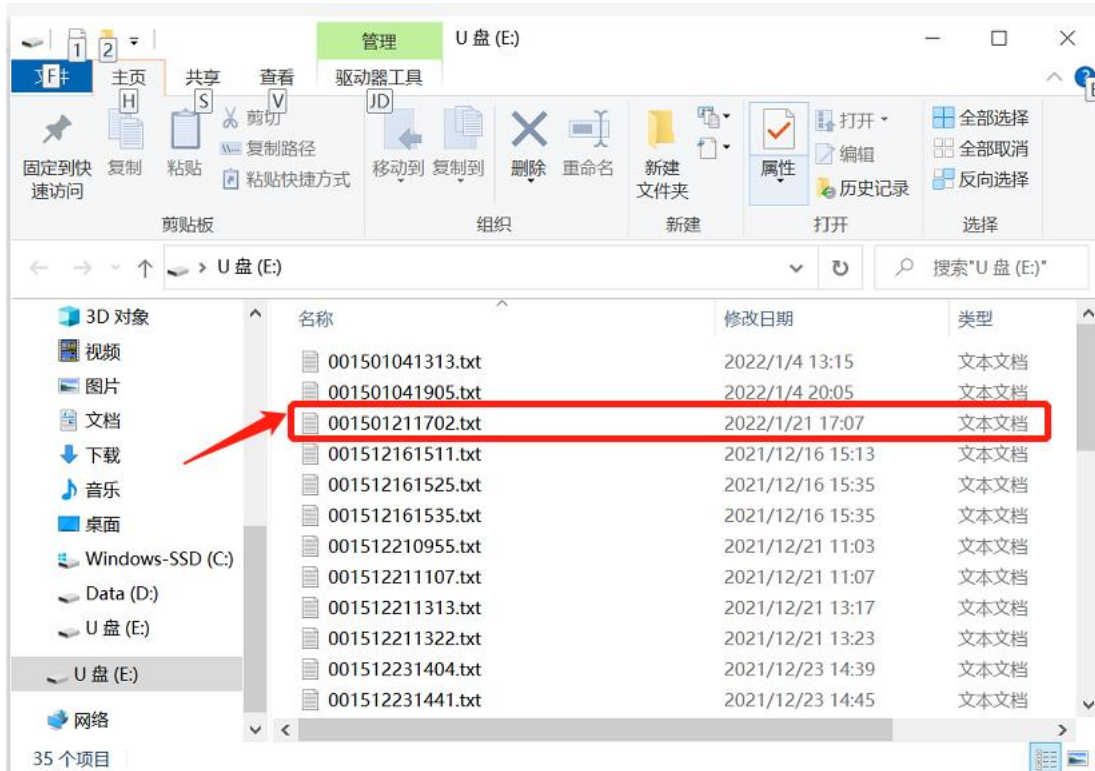 管理 U 盘 (E:)
1 2
文件 主页 共享 查看 驱动器工具
F H S V JD
固定到快
速访问
复制
粘贴
剪切
复制路径
粘贴快捷方式
剪贴板
移动到 复制到 删除 重命名
组织
新建
文件夹
新建
属性
打开
编辑
历史记录
打开
全部选择
全部取消
反向选择
选择
U 盘 (E:)
搜索"U 盘 (E:)"
3D 对象
视频
图片
文档
下载
音乐
桌面
Windows-SSD (C:)
Data (D:)
U 盘 (E:)
U 盘 (E:)
网络
名称 修改日期 类型
001501041313.txt 2022/1/4 13:15 文本文档
001501041905.txt 2022/1/4 20:05 文本文档
001501211702.txt 2022/1/21 17:07 文本文档
001512161511.txt 2021/12/16 15:13 文本文档
001512161525.txt 2021/12/16 15:35 文本文档
001512161535.txt 2021/12/16 15:35 文本文档
001512210955.txt 2021/12/21 11:03 文本文档
001512211107.txt 2021/12/21 11:07 文本文档
001512211313.txt 2021/12/21 13:17 文本文档
001512211322.txt 2021/12/21 13:23 文本文档
001512231404.txt 2021/12/23 14:39 文本文档
001512231441.txt 2021/12/23 14:45 文本文档
35 个项目